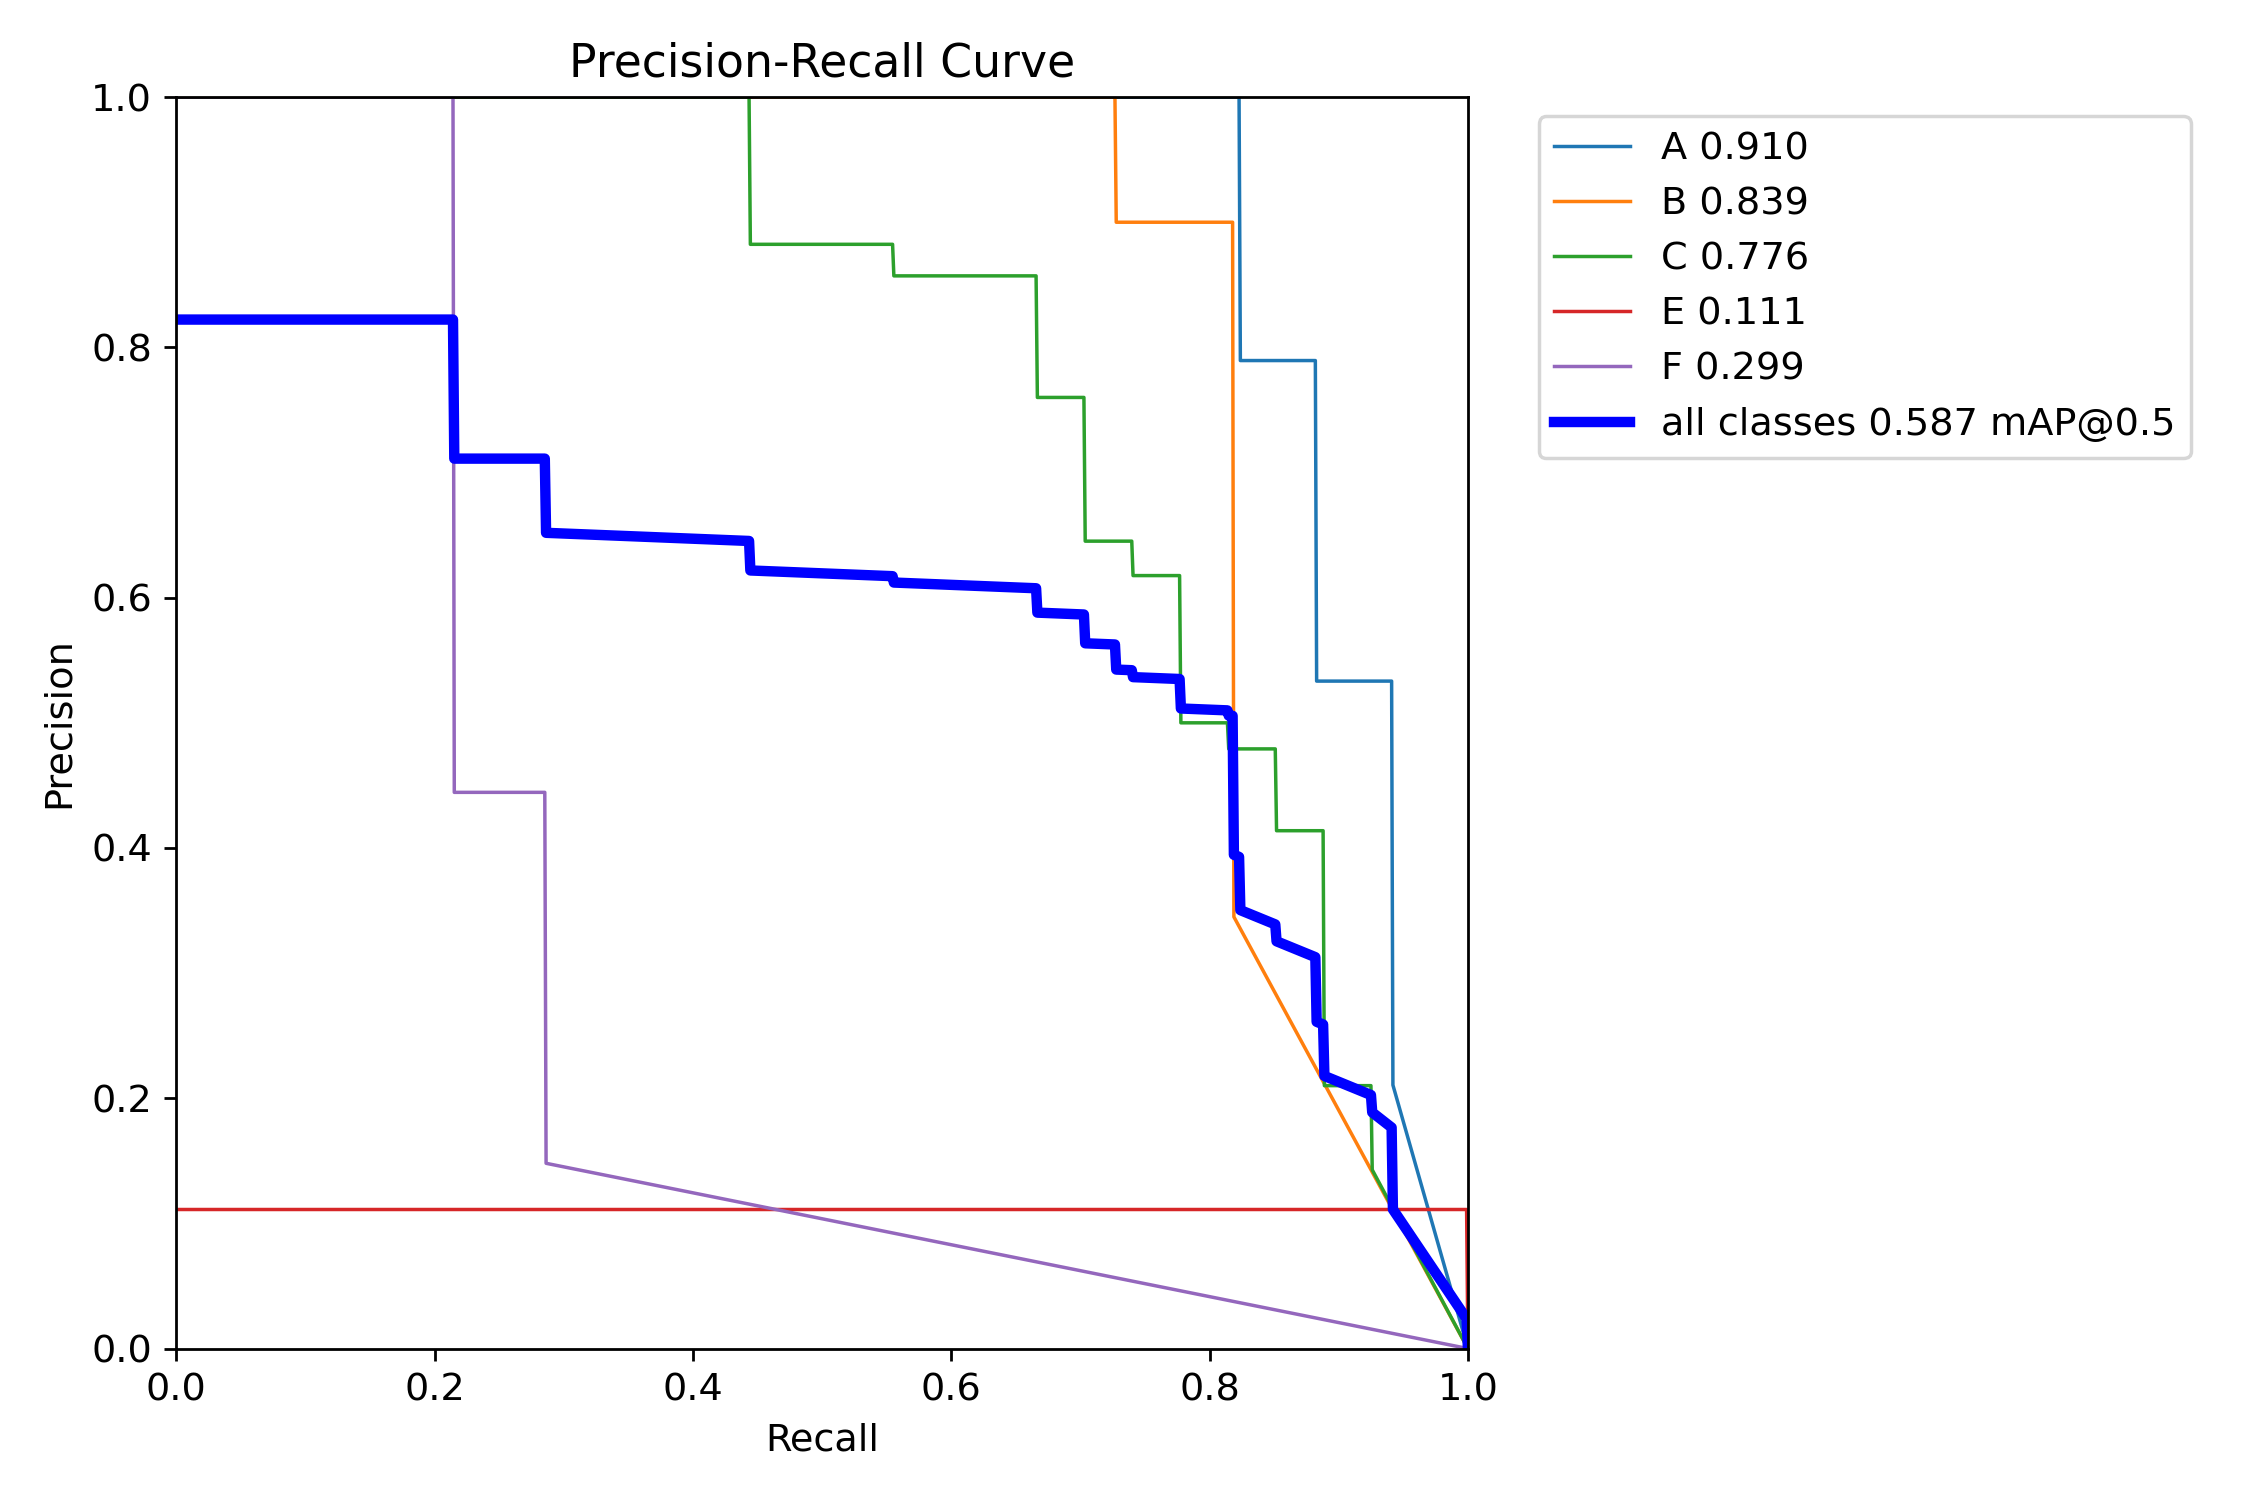 Precision-Recall Curve
1.0
0.8
0.6
0.4
0.2
0.0
Precision
0.0 0.2 0.4 0.6 0.8 1.0
Recall
A 0.910
B 0.839
C 0.776
E 0.111
F 0.299
all classes 0.587 mAP@0.5